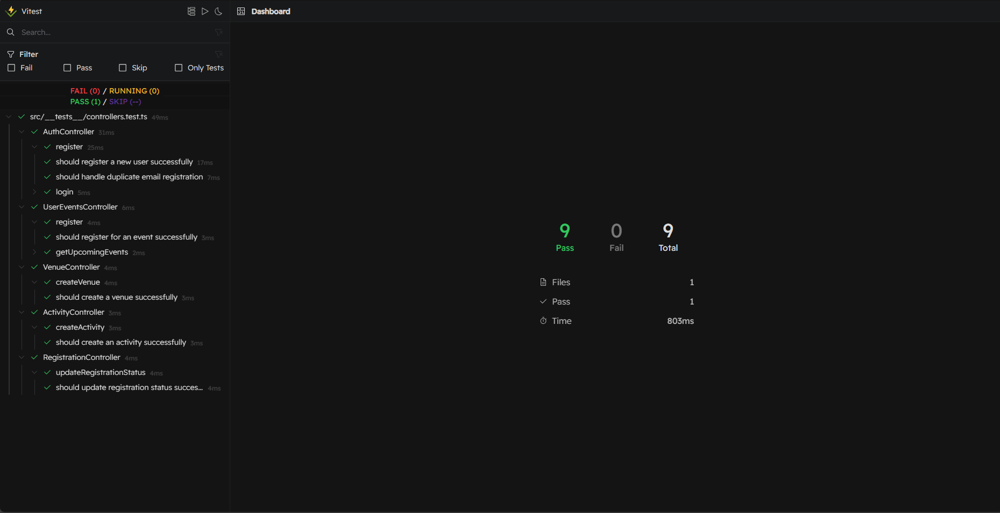 Vitest
Dashboard
Search...
Filter
Fail Pass Skip Only Tests
FAIL (0) / RUNNING (0)
PASS (1) / SKIP (--)
src/__tests__/controllers.test.ts 49ms
AuthController 31ms
register 25ms
should register a new user successfully 17ms
should handle duplicate email registration 7ms
login 5ms
UserEventsController 6ms
register 4ms
should register for an event successfully 3ms
getUpcomingEvents 2ms
VenueController 4ms
createVenue 4ms
should create a venue successfully 3ms
ActivityController 3ms
createActivity 3ms
should create an activity successfully 3ms
RegistrationController 4ms
updateRegistrationStatus 4ms
should update registration status succes... 4ms
9 0 9
Pass Fail Total
Files 1
Pass 1
Time 803ms